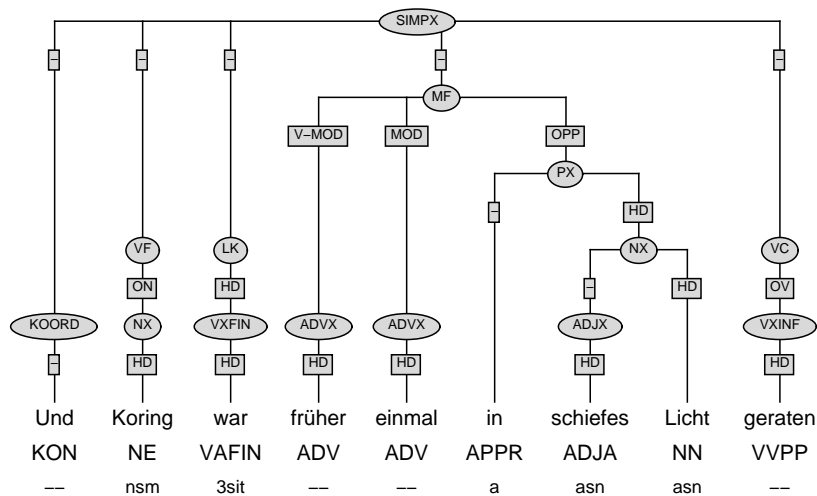 SIMPX
– – – – –
MF
V–MOD MOD OPP
PX
– HD
VF LK NX VC
ON HD – HD OV
KOORD NX VXFIN ADVX ADVX ADJX VXINF
– HD HD HD HD HD HD
Und Koring war früher einmal in schiefes Licht geraten
KON NE VAFIN ADV ADV APPR ADJA NN VVPP
–– nsm 3sit –– –– a asn asn ––